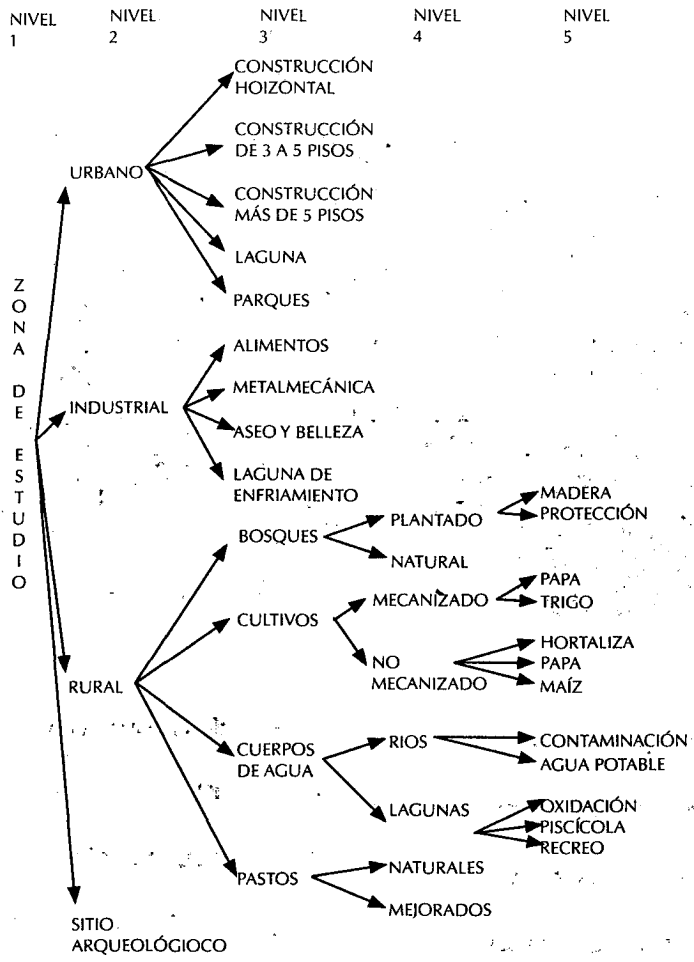 NIVEL NIVEL NIVEL NIVEL NIVEL
1 2 3 4 5
ZONA DE ESTUDIO
URBANO
CONSTRUCCIÓN
HOIZONTAL
CONSTRUCCIÓN
DE 3 A 5 PISOS
CONSTRUCCIÓN
MÁS DE 5 PISOS
LAGUNA
PARQUES
INDUSTRIAL
ALIMENTOS
METALMECÁNICA
ASEO Y BELLEZA
LAGUNA DE
ENFRIAMIENTO
RURAL
BOSQUES
PLANTADO
MADERA
PROTECCIÓN
NATURAL
CULTIVOS
MECANIZADO
PAPA
TRIGO
NO
MECANIZADO
HORTALIZA
PAPA
MAÍZ
CUERPOS
DE AGUA
RIOS
CONTAMINACIÓN
AGUA POTABLE
LAGUNAS
OXIDACIÓN
PISCÍCOLA
RECREO
PASTOS
NATURALES
MEJORADOS
SITIO
ARQUEOLÓGIOCO